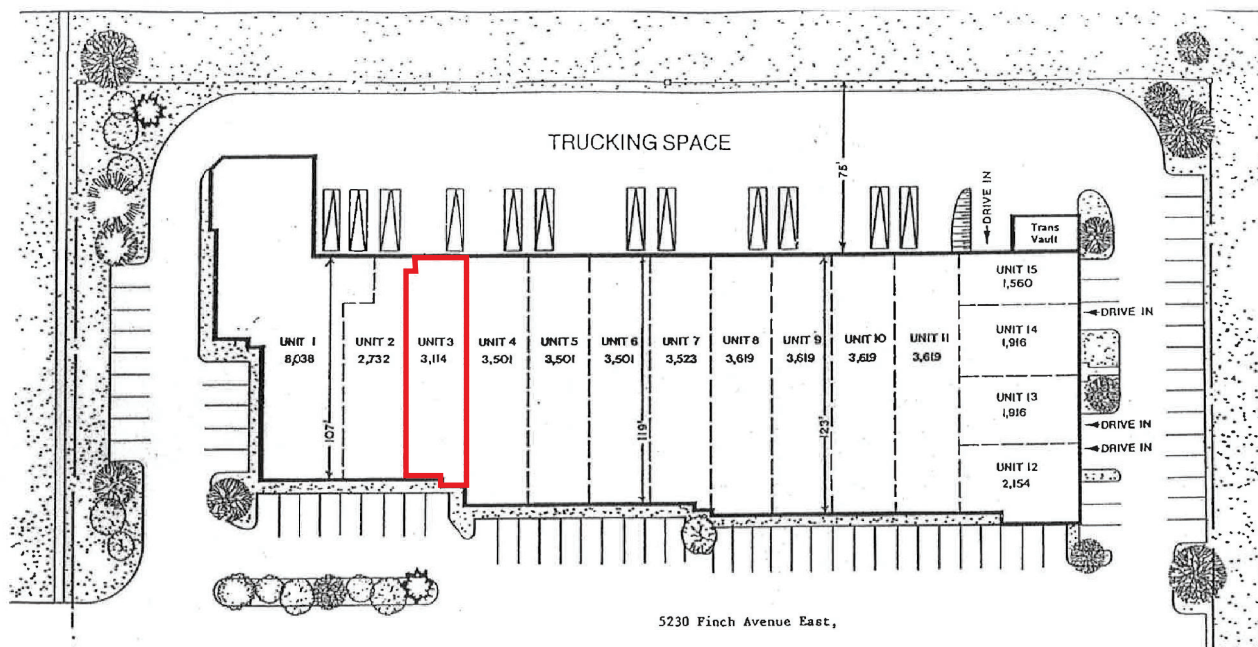 TRUCKING SPACE
75'
DRIVE IN
Trans
Vault
UNIT 15
1,560
DRIVE IN
UNIT 1
8,038
UNIT 2
2,732
UNIT 3
3,114
UNIT 4
3,501
UNIT 5
3,501
UNIT 6
3,501
UNIT 7
3,523
UNIT 8
3,619
UNIT 9
3,619
UNIT 10
3,619
UNIT 11
3,619
UNIT 14
1,916
UNIT 13
1,916
107'
119'
123'
DRIVE IN
DRIVE IN
UNIT 12
2,154
5230 Finch Avenue East,